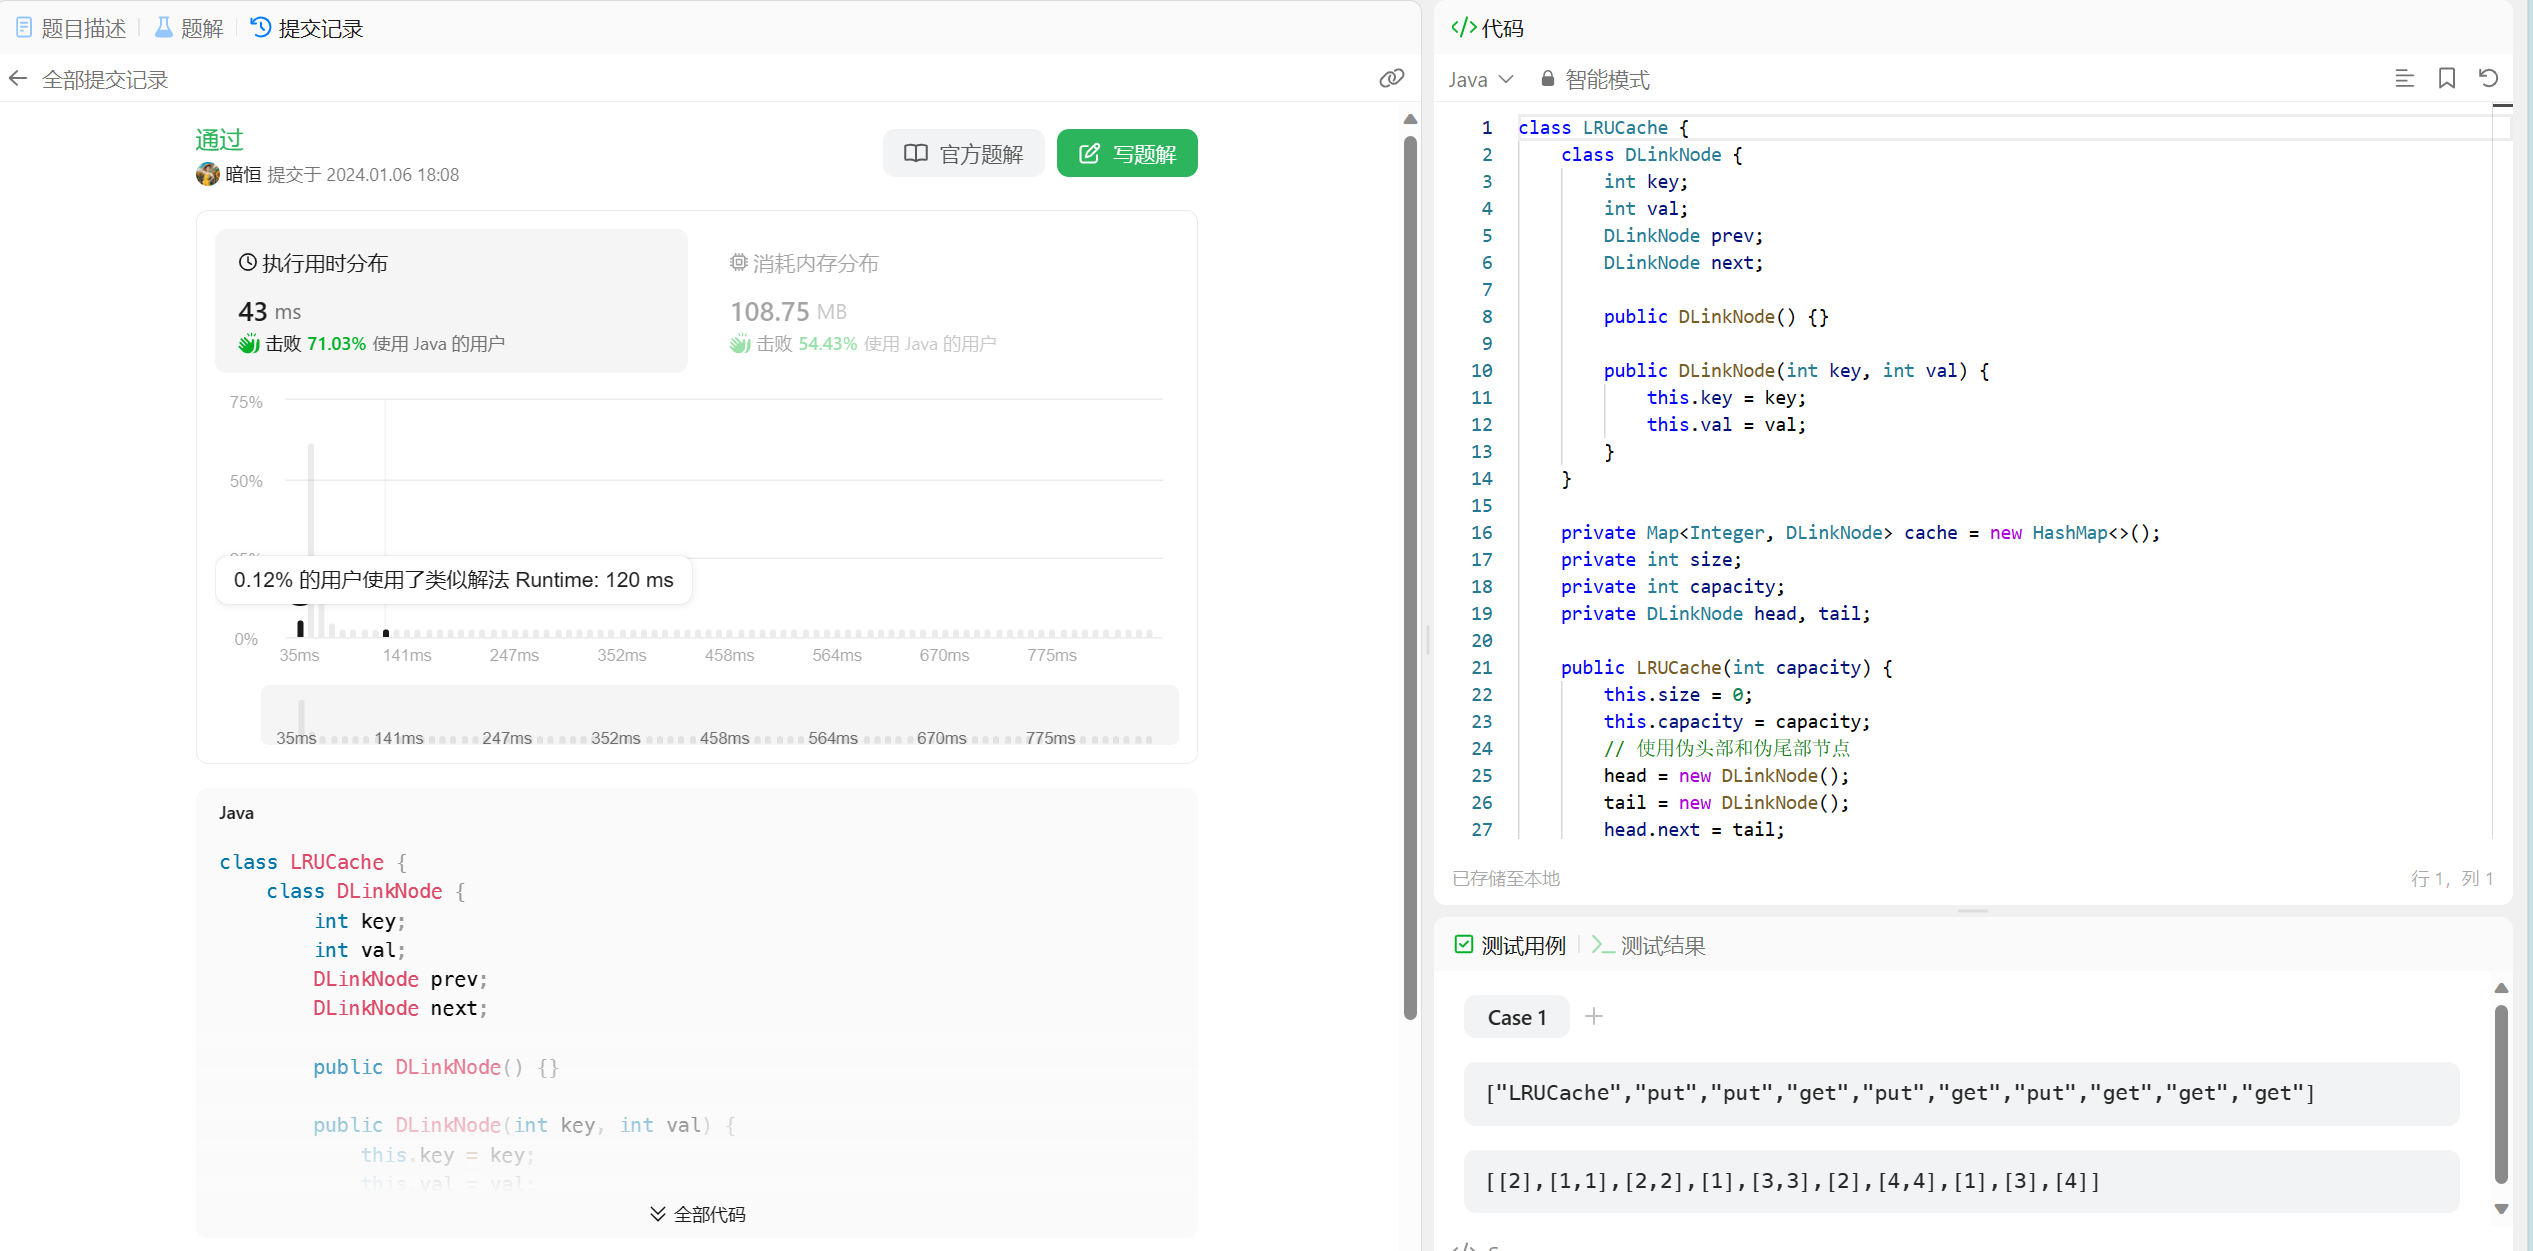 题目描述
题解
提交记录
全部提交记录
通过
暗恒 提交于 2024.01.06 18:08
官方题解
写题解
执行用时分布
43 ms
击败 71.03% 使用 Java 的用户
消耗内存分布
108.75 MB
击败 54.43% 使用 Java 的用户
75%
50%
0.12% 的用户使用了类似解法 Runtime: 120 ms
0%
35ms 141ms 247ms 352ms 458ms 564ms 670ms 775ms
35ms 141ms 247ms 352ms 458ms 564ms 670ms 775ms
Java
class LRUCache {
class DLinkNode {
int key;
int val;
DLinkNode prev;
DLinkNode next;
public DLinkNode() {}
public DLinkNode(int key, int val) {
this.key = key;
this.val = val;
全部代码
代码
Java
智能模式
1 class LRUCache {
2 class DLinkNode {
3 int key;
4 int val;
5 DLinkNode prev;
6 DLinkNode next;
7
8 public DLinkNode() {}
9
10 public DLinkNode(int key, int val) {
11 this.key = key;
12 this.val = val;
13 }
14 }
15
16 private Map<Integer, DLinkNode> cache = new HashMap<>();
17 private int size;
18 private int capacity;
19 private DLinkNode head, tail;
20
21 public LRUCache(int capacity) {
22 this.size = 0;
23 this.capacity = capacity;
24 // 使用伪头部和伪尾部节点
25 head = new DLinkNode();
26 tail = new DLinkNode();
27 head.next = tail;
已存储至本地
行 1, 列 1
测试用例
测试结果
Case 1
["LRUCache","put","put","get","put","get","put","get","get","get"]
[[2],[1,1],[2,2],[1],[3,3],[2],[4,4],[1],[3],[4]]